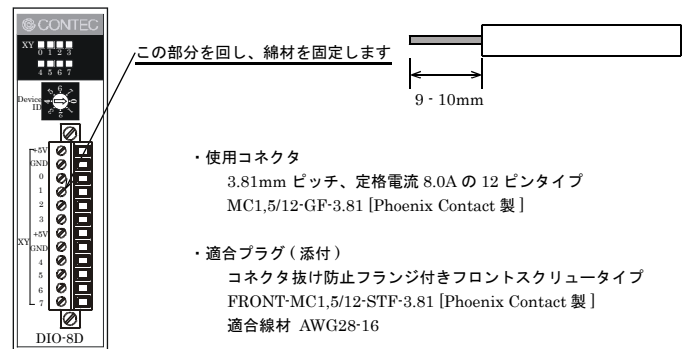 CONTEC
XY
0 1 2 3
4 5 6 7
Device
ID
+5V
GND
0
1
2
3
+5V
XY GND
4
5
6
7
DIO-8D
この部分を回し、綿材を固定します
9 - 10mm
・使用コネクタ
3.81mm ピッチ、定格電流 8.0A の 12 ピンタイプ
MC1,5/12-GF-3.81 [Phoenix Contact 製 ]
・適合プラグ ( 添付 )
コネクタ抜け防止フランジ付きフロントスクリュータイプ
FRONT-MC1,5/12-STF-3.81 [Phoenix Contact 製 ]
適合線材 AWG28-16